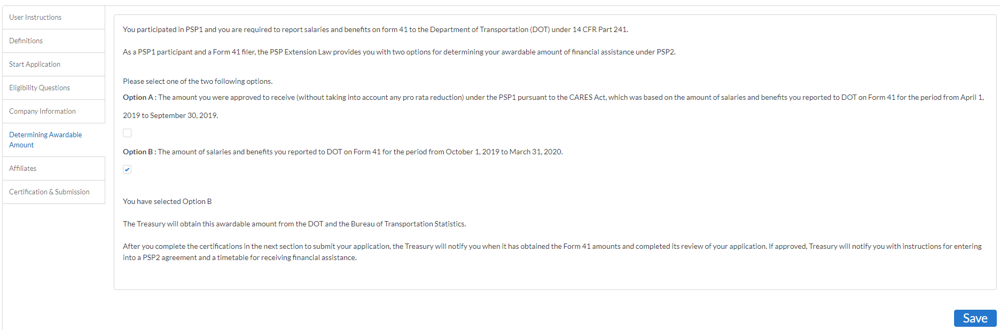 User Instructions
Definitions
Start Application
Eligibility Questions
Company Information
Determining Awardable
Amount
Affiliates
Certification & Submission
You participated in PSP1 and you are required to report salaries and benefits on form 41 to the Department of Transportation (DOT) under 14 CFR Part 241.
As a PSP1 participant and a Form 41 filer, the PSP Extension Law provides you with two options for determining your awardable amount of financial assistance under PSP2.
Please select one of the two following options.
Option A : The amount you were approved to receive (without taking into account any pro rata reduction) under the PSP1 pursuant to the CARES Act, which was based on the amount of salaries and benefits you reported to DOT on Form 41 for the period from April 1,
2019 to September 30, 2019.
Option B : The amount of salaries and benefits you reported to DOT on Form 41 for the period from October 1, 2019 to March 31, 2020.
You have selected Option B
The Treasury will obtain this awardable amount from the DOT and the Bureau of Transportation Statistics.
After you complete the certifications in the next section to submit your application, the Treasury will notify you when it has obtained the Form 41 amounts and completed its review of your application. If approved, Treasury will notify you with instructions for entering
into a PSP2 agreement and a timetable for receiving financial assistance.
Save